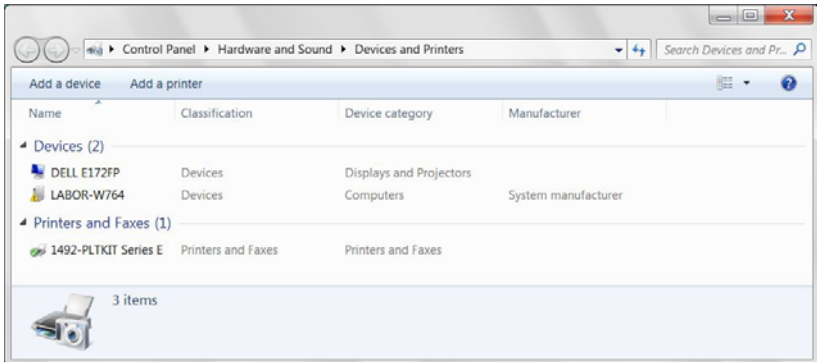 Control Panel ▸ Hardware and Sound ▸ Devices and Printers Search Devices and Pr...
Add a device Add a printer
Name Classification Device category Manufacturer
Devices (2)
DELL E172FP Devices Displays and Projectors
LABOR-W764 Devices Computers System manufacturer
Printers and Faxes (1)
1492-PLTKIT Series E Printers and Faxes Printers and Faxes
3 items